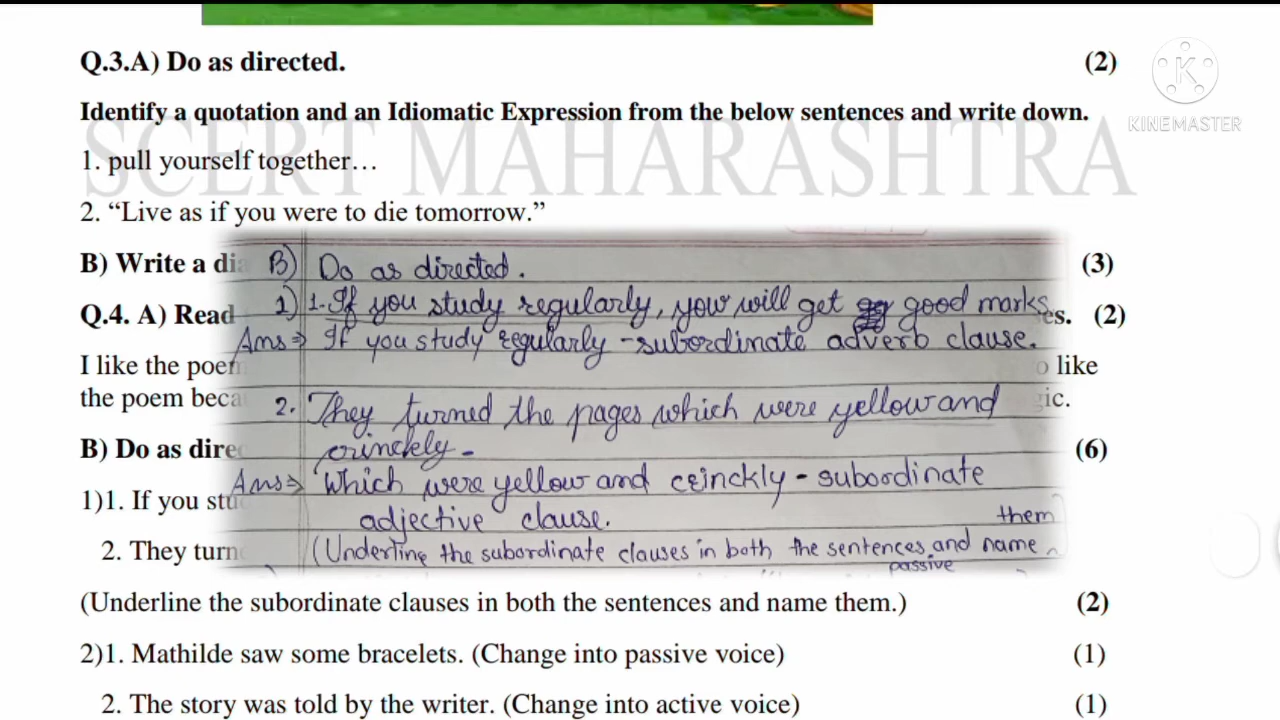 Q.3.A) Do as directed. (2)
KINEMASTER
Identify a quotation and an Idiomatic Expression from the below sentences and write down.
SCERT MAHARASHTRA
1. pull yourself together…
2. “Live as if you were to die tomorrow.”
B) Write a dia (3)
B) Do as directed.
Q.4. A) Read es. (2)
1) 1. If you study regularly, you will get good marks
Ans ⇒ If you study regularly - subordinate adverb clause.
I like the poem o like
the poem beca gic.
2. They turned the pages which were yellow and
crinckly -
B) Do as dire (6)
Ans ⇒ Which were yellow and crinckly - subordinate
adjective clause.
1)1. If you stu
them
2. They turn
(Underline the subordinate clauses in both the sentences and name
passive
(Underline the subordinate clauses in both the sentences and name them.) (2)
2)1. Mathilde saw some bracelets. (Change into passive voice) (1)
2. The story was told by the writer. (Change into active voice) (1)